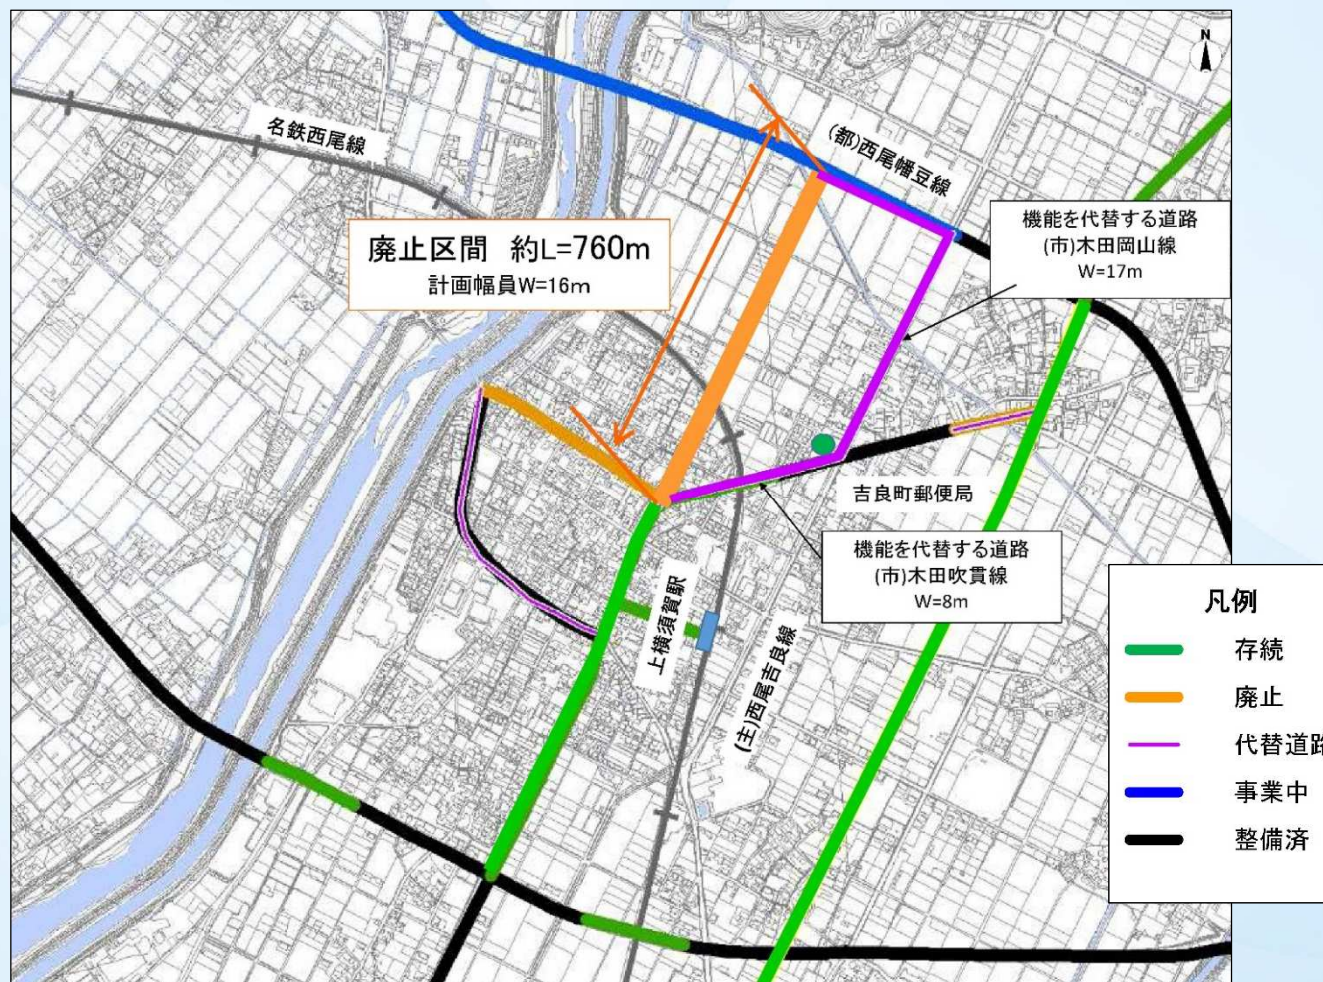 N
名鉄西尾線
(都)西尾幡豆線
機能を代替する道路
(市)木田岡山線
W=17m
廃止区間 約L=760m
計画幅員W=16m
吉良町郵便局
機能を代替する道路
(市)木田吹貫線
W=8m
上横須賀駅
(主)西尾吉良線
凡例
存続
廃止
代替道路
事業中
整備済